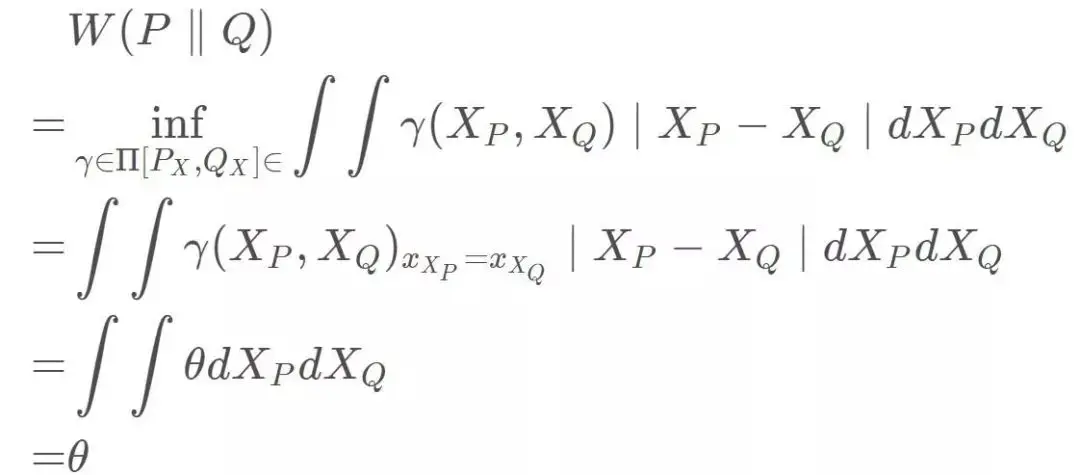 W(P ∥ Q)
= inf_{γ∈Π[P_X,Q_X]∈} ∫ ∫ γ(X_P, X_Q) | X_P − X_Q | dX_P dX_Q
= ∫ ∫ γ(X_P, X_Q)_{x_{X_P}=x_{X_Q}} | X_P − X_Q | dX_P dX_Q
= ∫ ∫ θdX_P dX_Q
=θ